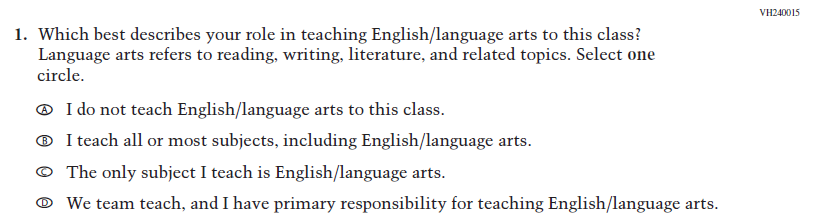 VH240015
1. Which best describes your role in teaching English/language arts to this class?
Language arts refers to reading, writing, literature, and related topics. Select one
circle.
Ⓐ I do not teach English/language arts to this class.
Ⓑ I teach all or most subjects, including English/language arts.
Ⓒ The only subject I teach is English/language arts.
Ⓓ We team teach, and I have primary responsibility for teaching English/language arts.